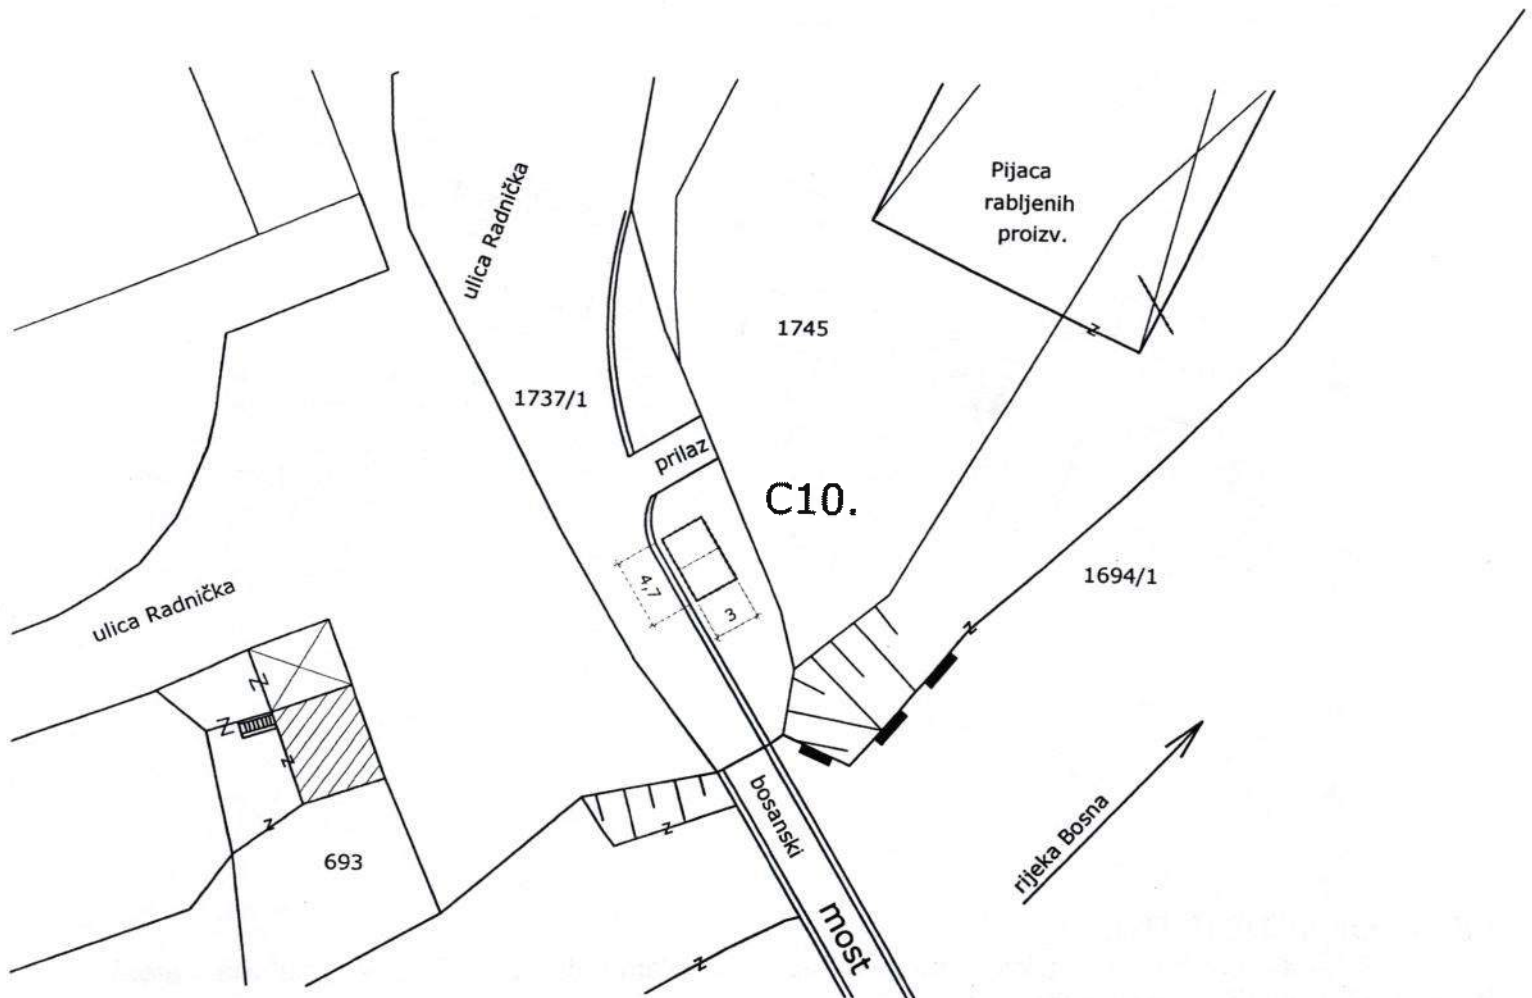 Pijaca
rabljenih
proizv.
ulica Radnička
1745
1737/1
prilaz
C10.
1694/1
4,7
3
ulica Radnička
z
z
z
z
z
z
z
z
693
bosanski
most
rijeka Bosna